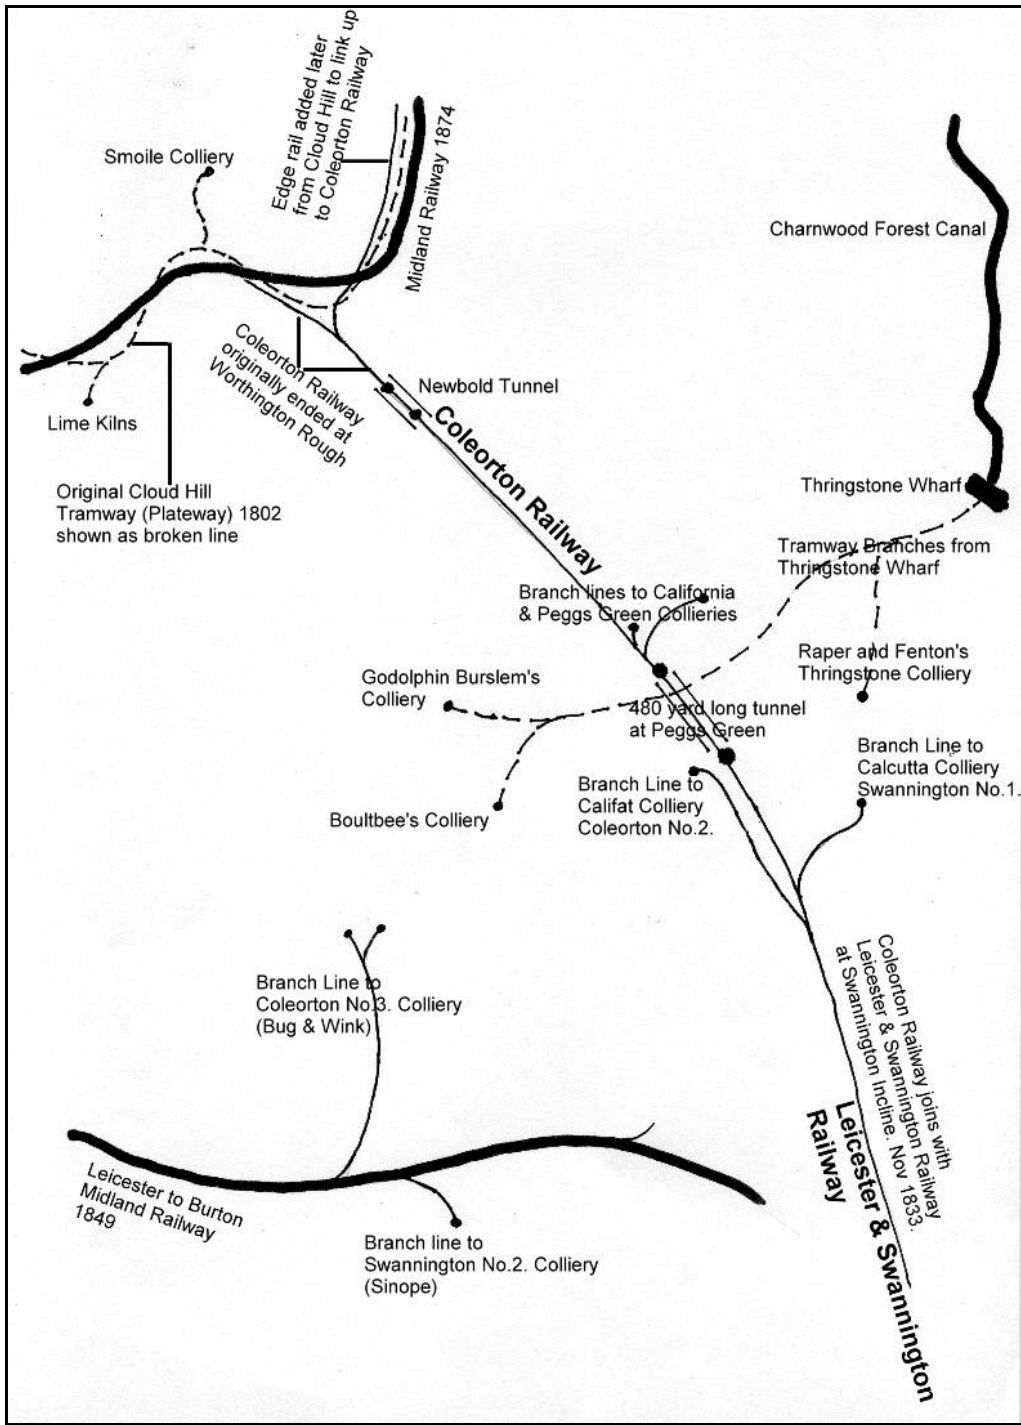 Edge rail added later
from Cloud Hill to link up
to Coleorton Railway
Midland Railway 1874
Smoile Colliery
Charnwood Forest Canal
Coleorton Railway
originally ended at
Worthington Rough
Newbold Tunnel
Lime Kilns
Coleorton Railway
Original Cloud Hill
Tramway (Plateway) 1802
shown as broken line
Thringstone Wharf
Tramway Branches from
Thringstone Wharf
Branch lines to California
& Peggs Green Collieries
Raper and Fenton's
Thringstone Colliery
Godolphin Burslem's
Colliery
480 yard long tunnel
at Peggs Green
Branch Line to
Calcutta Colliery
Swannington No.1.
Branch Line to
Califat Colliery
Coleorton No.2.
Boultbee's Colliery
Coleorton Railway joins with
Leicester & Swannington Railway
at Swannington Incline. Nov 1833.
Branch Line to
Coleorton No.3. Colliery
(Bug & Wink)
Leicester & Swannington
Railway
Leicester to Burton
Midland Railway
1849
Branch line to
Swannington No.2. Colliery
(Sinope)